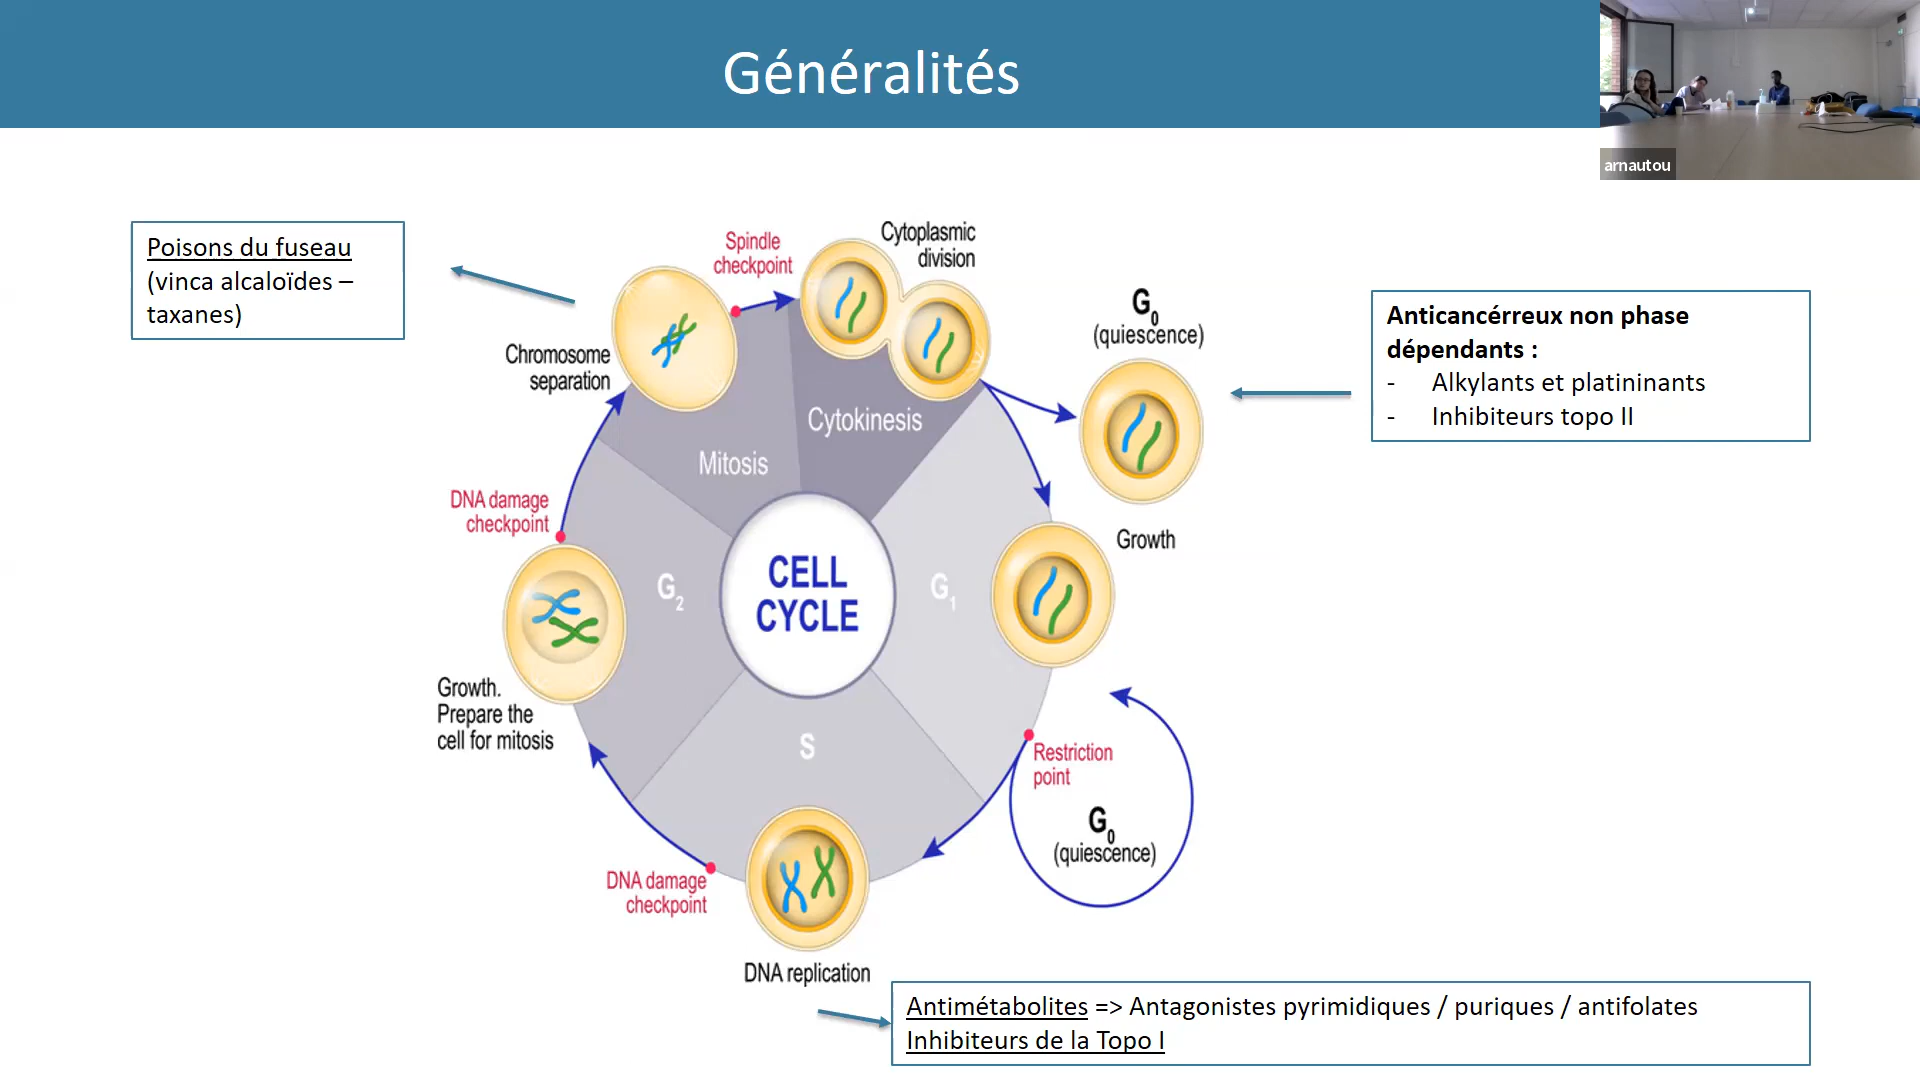 Généralités
arnautou
Poisons du fuseau
(vinca alcaloïdes –
taxanes)
Spindle
checkpoint
Cytoplasmic
division
G0
(quiescence)
Anticancérreux non phase
dépendants :
- Alkylants et platininants
- Inhibiteurs topo II
Chromosome
separation
Cytokinesis
Mitosis
DNA damage
checkpoint
Growth
CELL
CYCLE
G2
G1
Growth.
Prepare the
cell for mitosis
S
Restriction
point
G0
(quiescence)
DNA damage
checkpoint
DNA replication
Antimétabolites => Antagonistes pyrimidiques / puriques / antifolates
Inhibiteurs de la Topo I